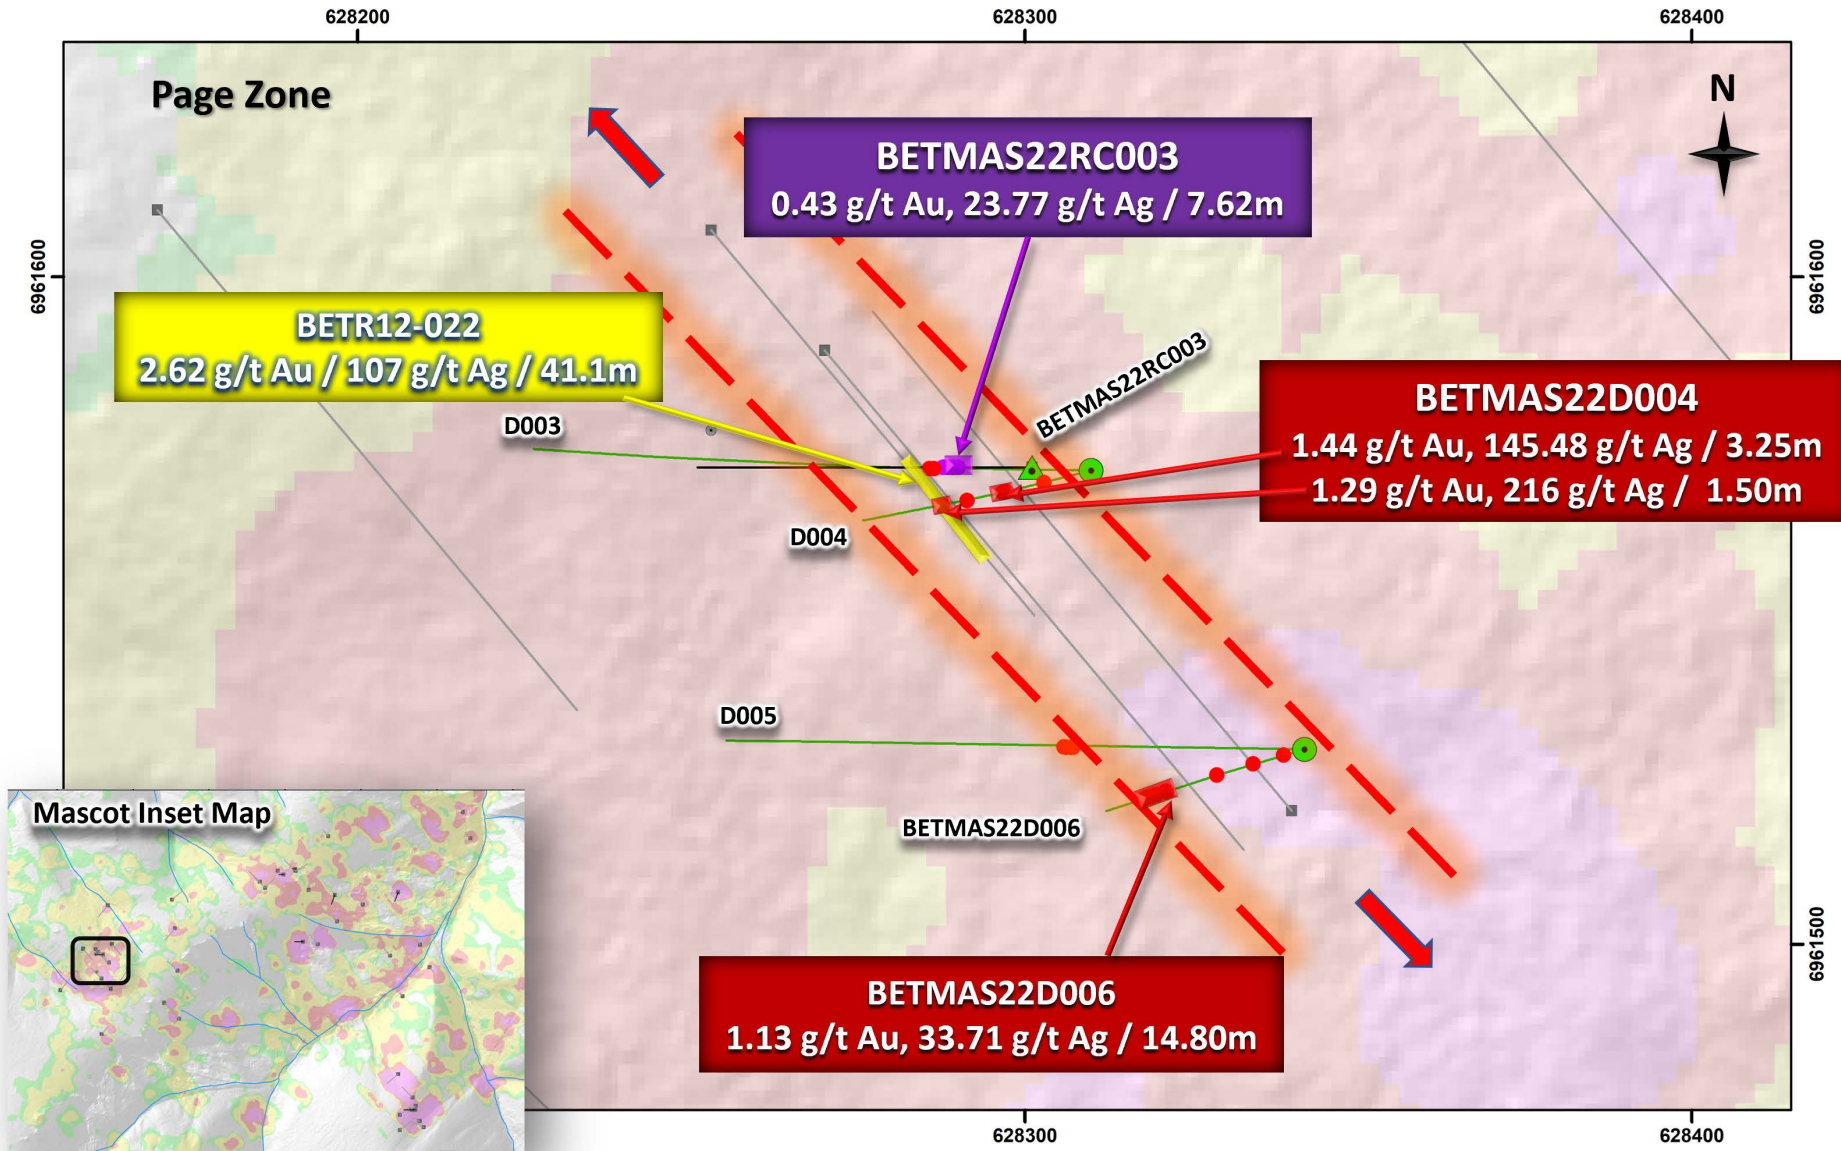 628200
628300
628400
Page Zone
N
BETMAS22RC003
0.43 g/t Au, 23.77 g/t Ag / 7.62m
6961600
6961600
BETR12-022
2.62 g/t Au / 107 g/t Ag / 41.1m
BETMAS22RC003
BETMAS22D004
1.44 g/t Au, 145.48 g/t Ag / 3.25m
1.29 g/t Au, 216 g/t Ag / 1.50m
D003
D004
D005
BETMAS22D006
Mascot Inset Map
6961500
BETMAS22D006
1.13 g/t Au, 33.71 g/t Ag / 14.80m
628300
628400